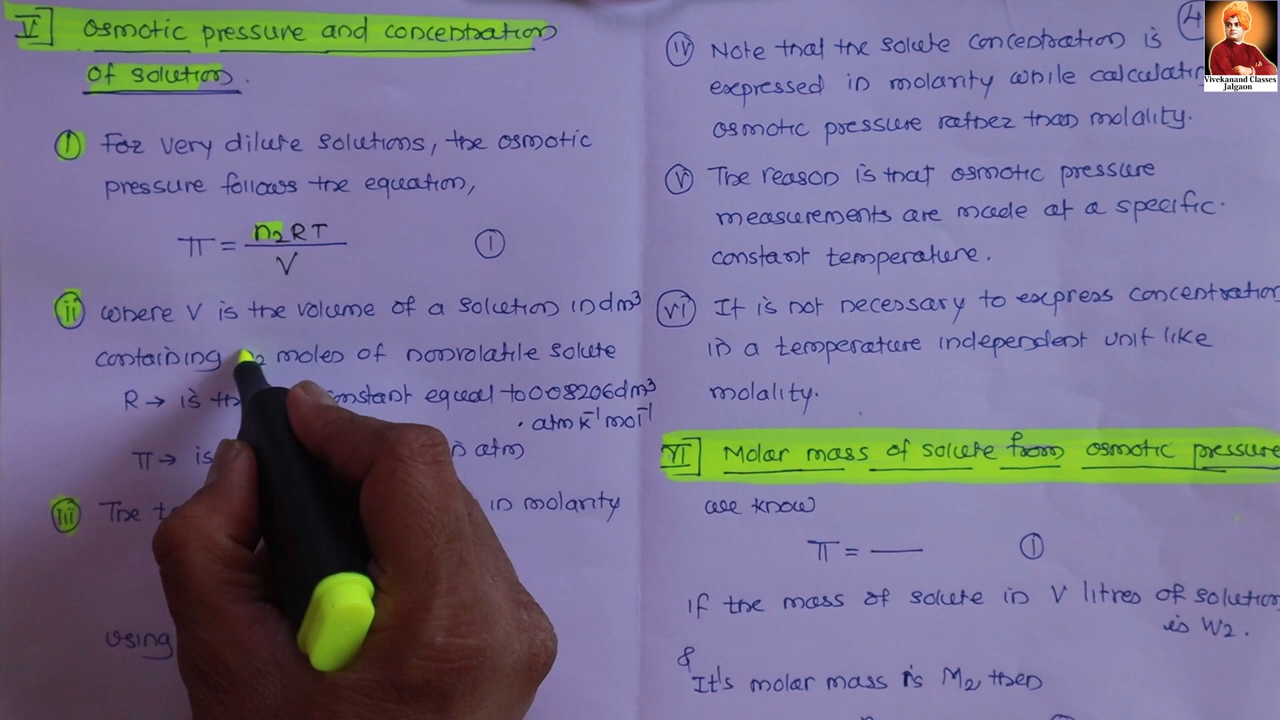 V] Osmotic pressure and concentration
of solution.
I For very dilute solutions, the osmotic
pressure follows the equation,
π = n₂RT / V ①
ii where V is the volume of a solution in dm³
containing moles of nonvolatile solute
R → is constant equal to 0.08206 dm³
. atm K⁻¹ mol⁻¹
π → is atm
iii The in molarity
using
4
iv Note that the solute concentration is
expressed in molarity while
osmotic pressure rather than molality.
v The reason is that osmotic pressure
measurements are made at a specific.
constant temperature.
vi It is not necessary to express concentration
in a temperature independent unit like
molality.
VI] Molar mass of solute from osmotic pressure
we know
π = — ①
If the mass of solute in V litres of solution
is W₂.
&
It's molar mass is M₂ then
Vivekanand Classes
Jalgaon